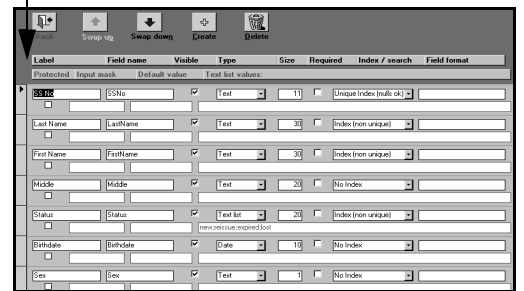 Back Swap up Swap down Create Delete
Label Field name Visible Type Size Required Index / search Field format
Protected Input mask Default value Text list values:
SS No SSNo Text 11 Unique Index (nulls ok)
Last Name LastName Text 30 Index (non unique)
First Name FirstName Text 30 Index (non unique)
Middle Middle Text 20 No Index
Status Status Text list 20 Index (non unique)
new;reissue;expired;lost
Birthdate Birthdate Date 10 No Index
Sex Sex Text 1 No Index